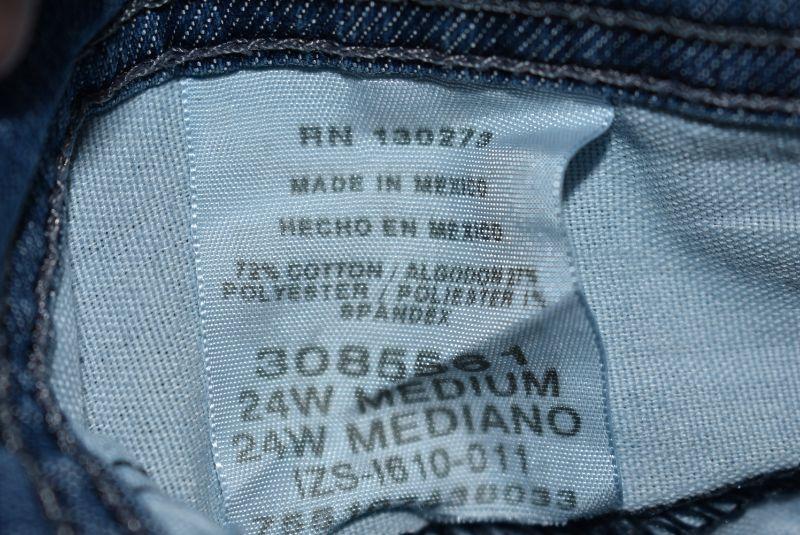 RN 130273
MADE IN MEXICO
HECHO EN MEXICO
72% COTTON / ALGODON 27%
POLYESTER / POLIESTER 1%
SPANDEX
3085561
24W MEDIUM
24W MEDIANO
1ZS-1610-011